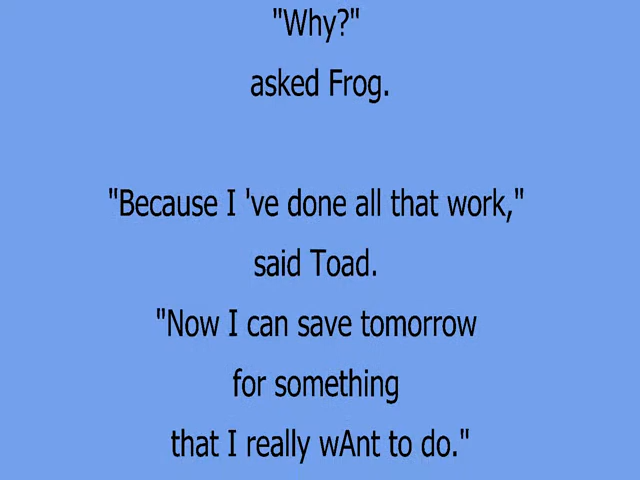 "Why?"
asked Frog.
"Because I 've done all that work,"
said Toad.
"Now I can save tomorrow
for something
that I really wAnt to do."